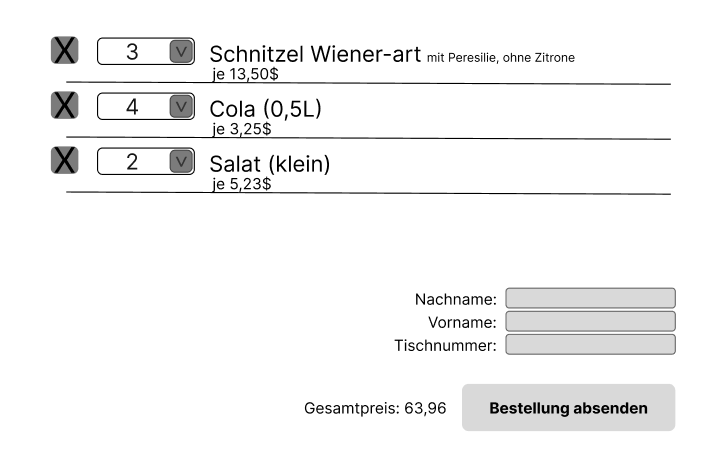 X 3 V Schnitzel Wiener-art mit Peresilie, ohne Zitrone
je 13,50$
X 4 V Cola (0,5L)
je 3,25$
X 2 V Salat (klein)
je 5,23$
Nachname:
Vorname:
Tischnummer:
Gesamtpreis: 63,96 Bestellung absenden